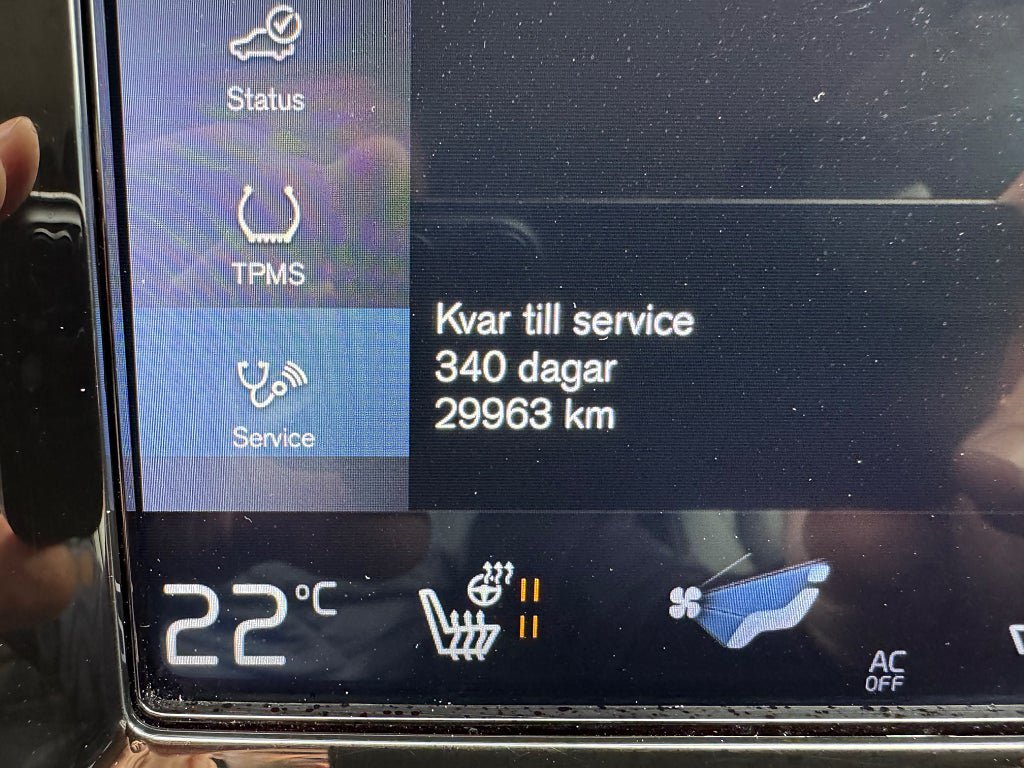 Status
TPMS
Service
Kvar till service
340 dagar
29963 km
22°C
AC
OFF